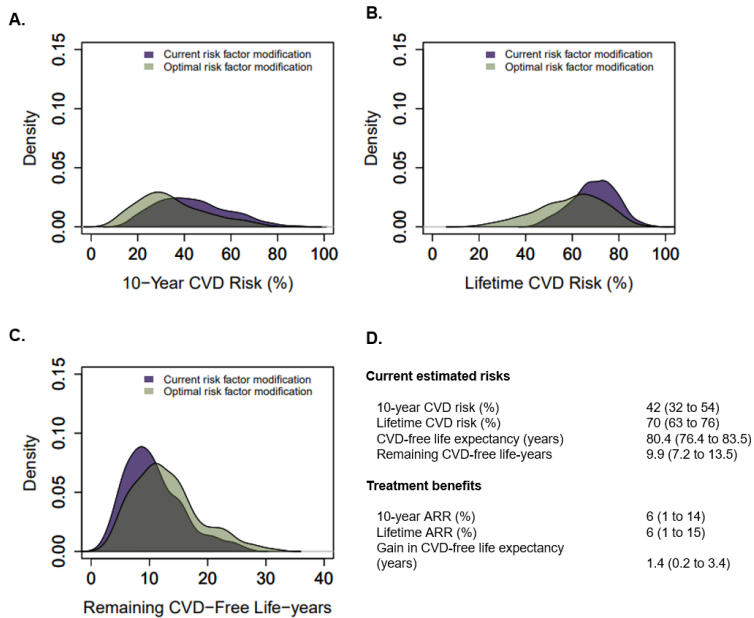 A.
0.15
0.10
0.05
0.00
Density
Current risk factor modification
Optimal risk factor modification
0 20 40 60 80 100
10−Year CVD Risk (%)
B.
0.15
0.10
0.05
0.00
Density
Current risk factor modification
Optimal risk factor modification
0 20 40 60 80 100
Lifetime CVD Risk (%)
C.
0.15
0.10
0.05
0.00
Density
Current risk factor modification
Optimal risk factor modification
0 10 20 30 40
Remaining CVD−Free Life−years
D.
Current estimated risks
10-year CVD risk (%) 42 (32 to 54)
Lifetime CVD risk (%) 70 (63 to 76)
CVD-free life expectancy (years) 80.4 (76.4 to 83.5)
Remaining CVD-free life-years 9.9 (7.2 to 13.5)
Treatment benefits
10-year ARR (%) 6 (1 to 14)
Lifetime ARR (%) 6 (1 to 15)
Gain in CVD-free life expectancy
(years) 1.4 (0.2 to 3.4)